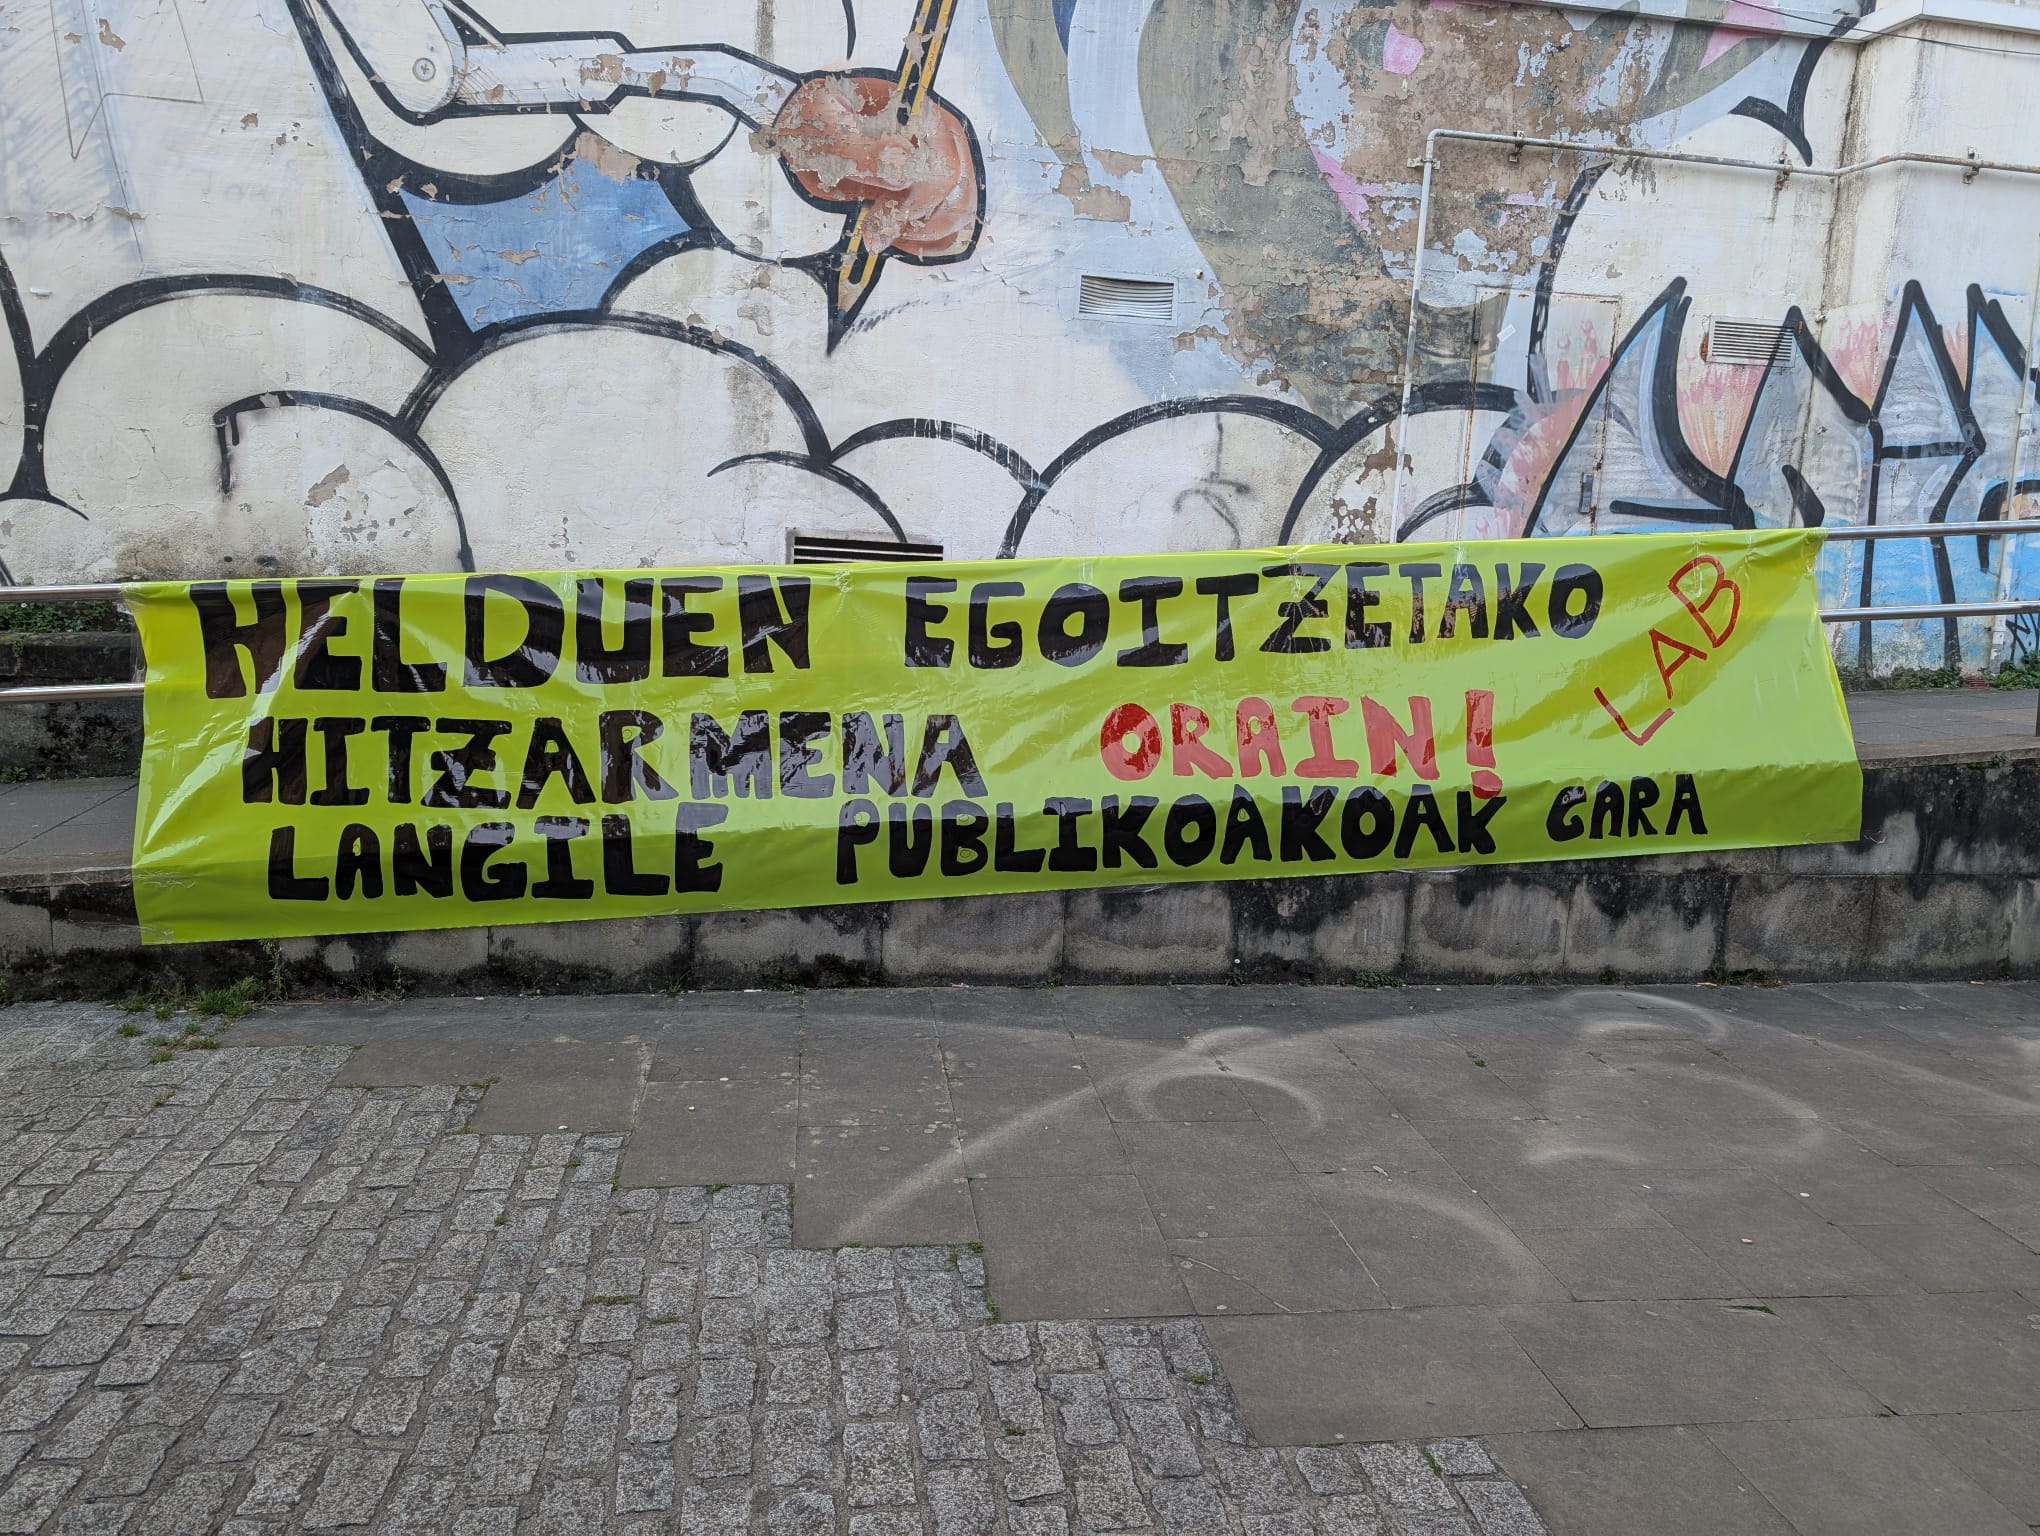 HELDUEN EGOITZETAKO
HITZARMENA ORAIN!
LANGILE PUBLIKOAKOAK GARA
LAB